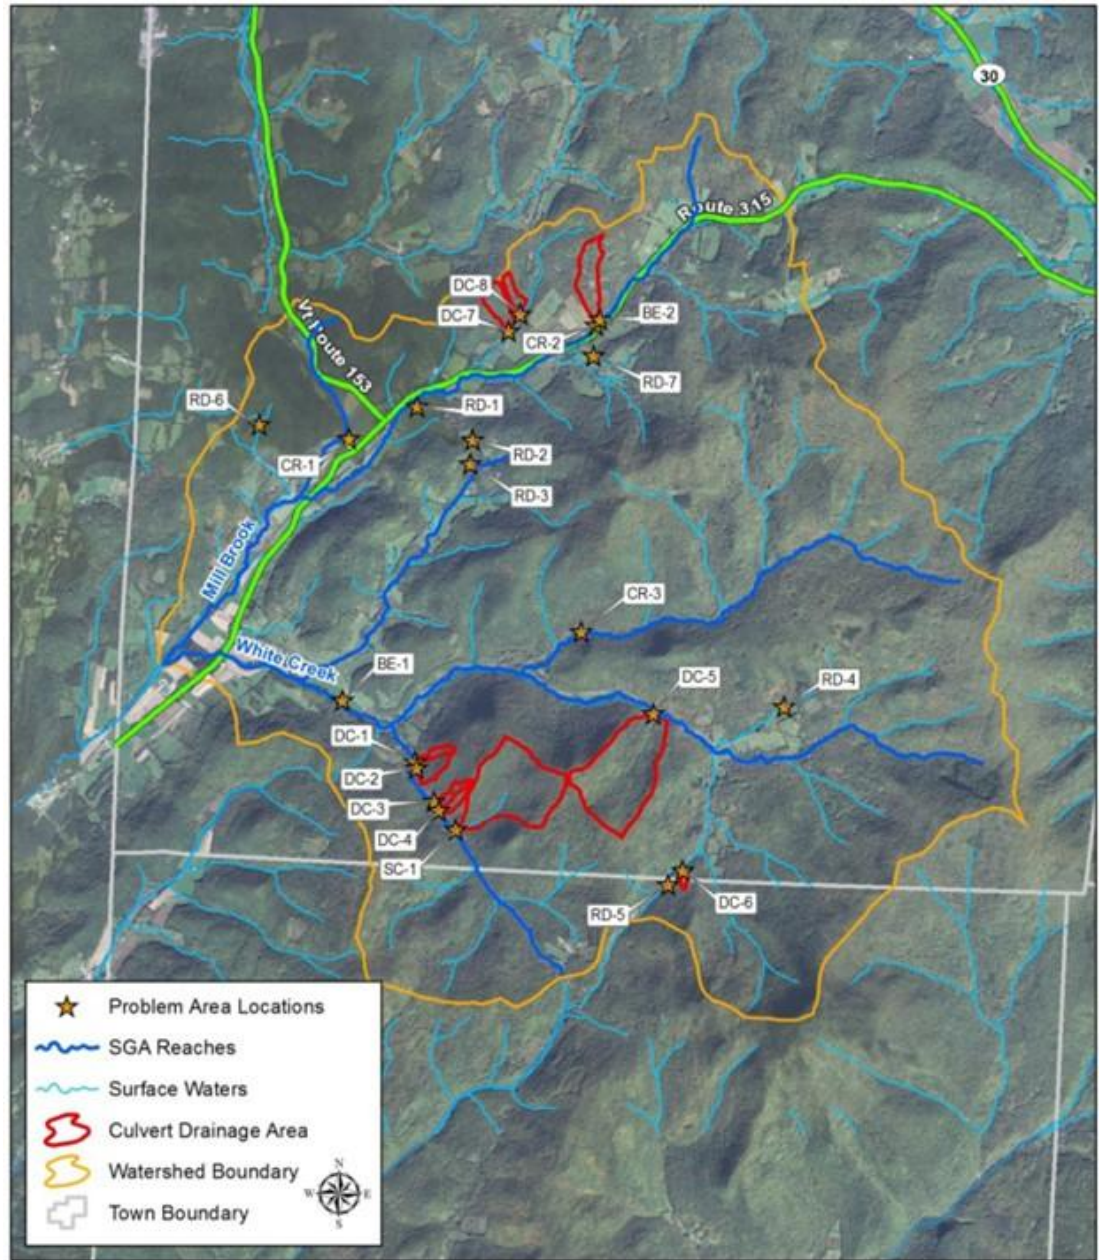 30
Route 315
DC-8
DC-7
BE-2
CR-2
Vt Route 153
RD-7
RD-6
RD-1
CR-1
RD-2
RD-3
Mill Brook
CR-3
White Creek
BE-1
DC-5
RD-4
DC-1
DC-2
DC-3
DC-4
SC-1
DC-6
RD-5
Problem Area Locations
SGA Reaches
Surface Waters
Culvert Drainage Area
Watershed Boundary
Town Boundary
N
W E
S